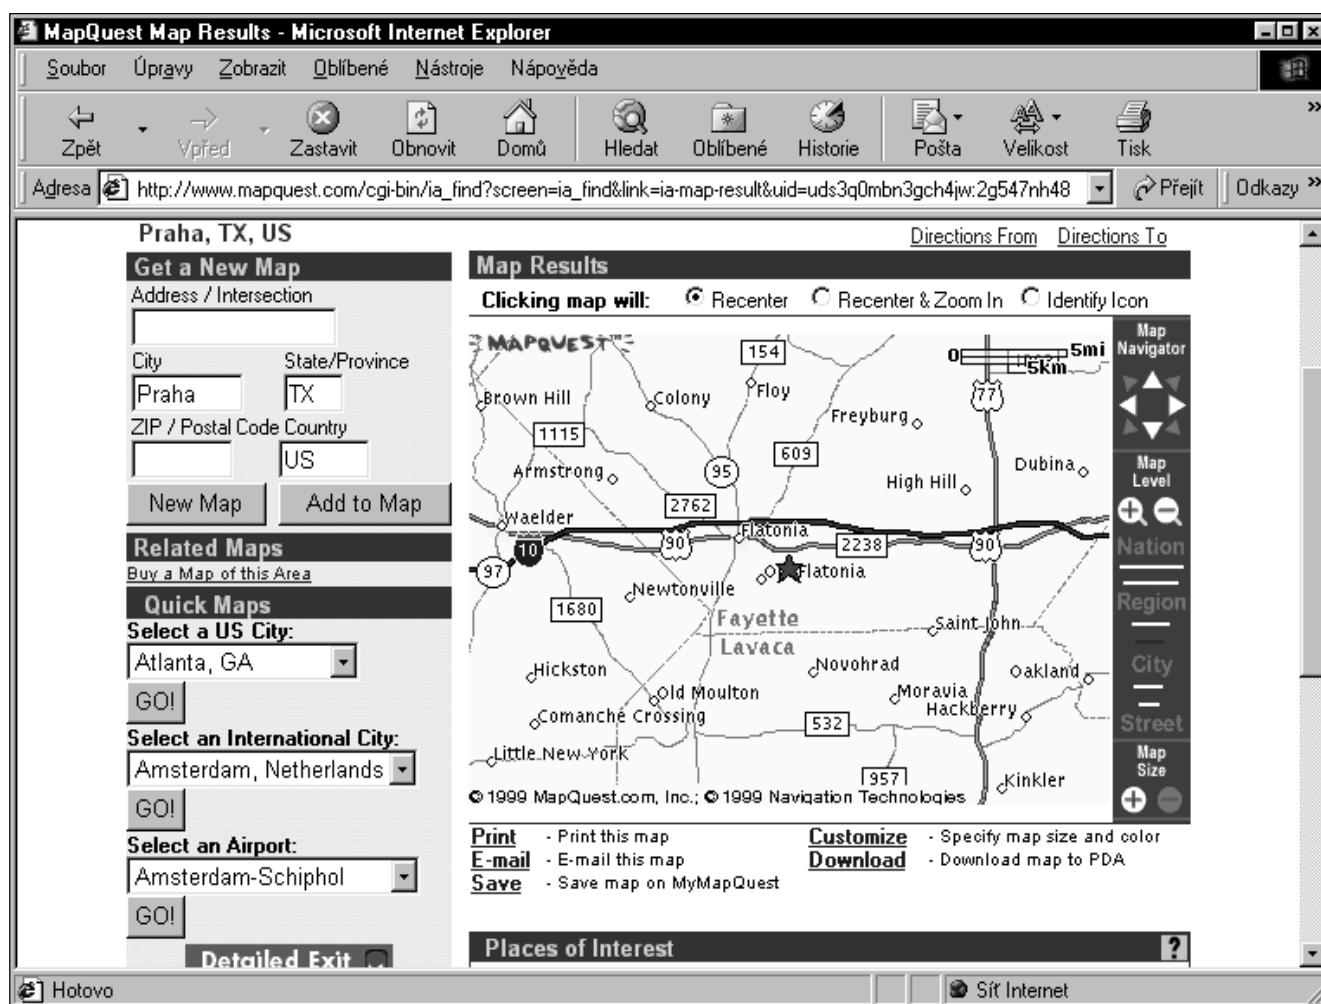 MapQuest Map Results - Microsoft Internet Explorer
Soubor Úpravy Zobrazit Oblíbené Nástroje Nápověda
Zpět Vpřed Zastavit Obnovit Domů Hledat Oblíbené Historie Pošta Velikost Tisk
Adresa http://www.mapquest.com/cgi-bin/ia_find?screen=ia_find&link=ia-map-result&uid=uds3q0mbn3gch4jw:2g547nh48 Přejít Odkazy
Praha, TX, US
Directions From Directions To
Get a New Map
Address / Intersection
City State/Province
Praha TX
ZIP / Postal Code Country
US
New Map Add to Map
Related Maps
Buy a Map of this Area
Quick Maps
Select a US City:
Atlanta, GA
GO!
Select an International City:
Amsterdam, Netherlands
GO!
Select an Airport:
Amsterdam-Schiphol
GO!
Detailed Exit
Map Results
Clicking map will: Recenter Recenter & Zoom In Identify Icon
MAPQUEST™
154
0 5mi
5km
77
Brown Hill
Colony
Floy
Freyburg
1115
609
Armstrong
95
High Hill
Dubina
2762
Waelder
Flatonia
10
90
2238
90
97
Flatonia
Newtonville
1680
Fayette
Saint John
Lavaca
Hickston
Novohrad
Oakland
Old Moulton
Moravia
Hackberry
Comanche Crossing
532
Little New York
957
Kinkler
© 1999 MapQuest.com, Inc.; © 1999 Navigation Technologies
Map
Navigator
Map
Level
Nation
Region
City
Street
Map
Size
Print - Print this map
E-mail - E-mail this map
Save - Save map on MyMapQuest
Customize - Specify map size and color
Download - Download map to PDA
Places of Interest ?
Hotovo Síť Internet